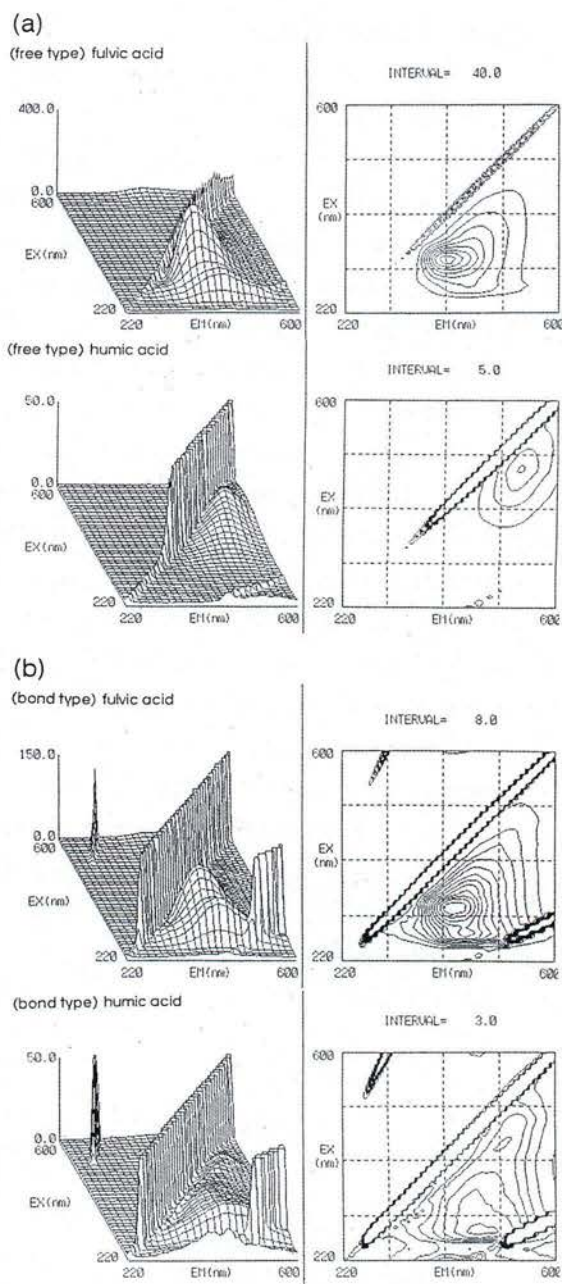 (a)
(free type) fulvic acid
INTERVAL= 40.0
400.0
0.0
600
EX(nm)
220
220
EM(nm)
600
600
EX
(nm)
220
220
EM(nm)
600
(free type) humic acid
INTERVAL= 5.0
50.0
0.0
600
EX(nm)
220
220
EM(nm)
600
600
EX
(nm)
220
220
EM(nm)
600
(b)
(bond type) fulvic acid
INTERVAL= 8.0
150.0
0.0
600
EX(nm)
220
220
EM(nm)
600
600
EX
(nm)
220
220
EM(nm)
600
(bond type) humic acid
INTERVAL= 3.0
50.0
0.0
600
EX(nm)
220
220
EM(nm)
600
600
EX
(nm)
220
220
EM(nm)
600